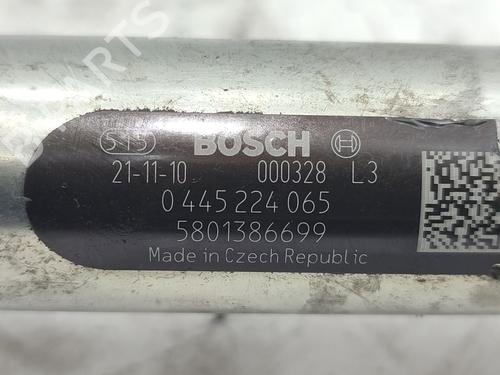 BOSCH
21-11-10 000328 L3
0 445 224 065
5801386699
Made in Czech Republic